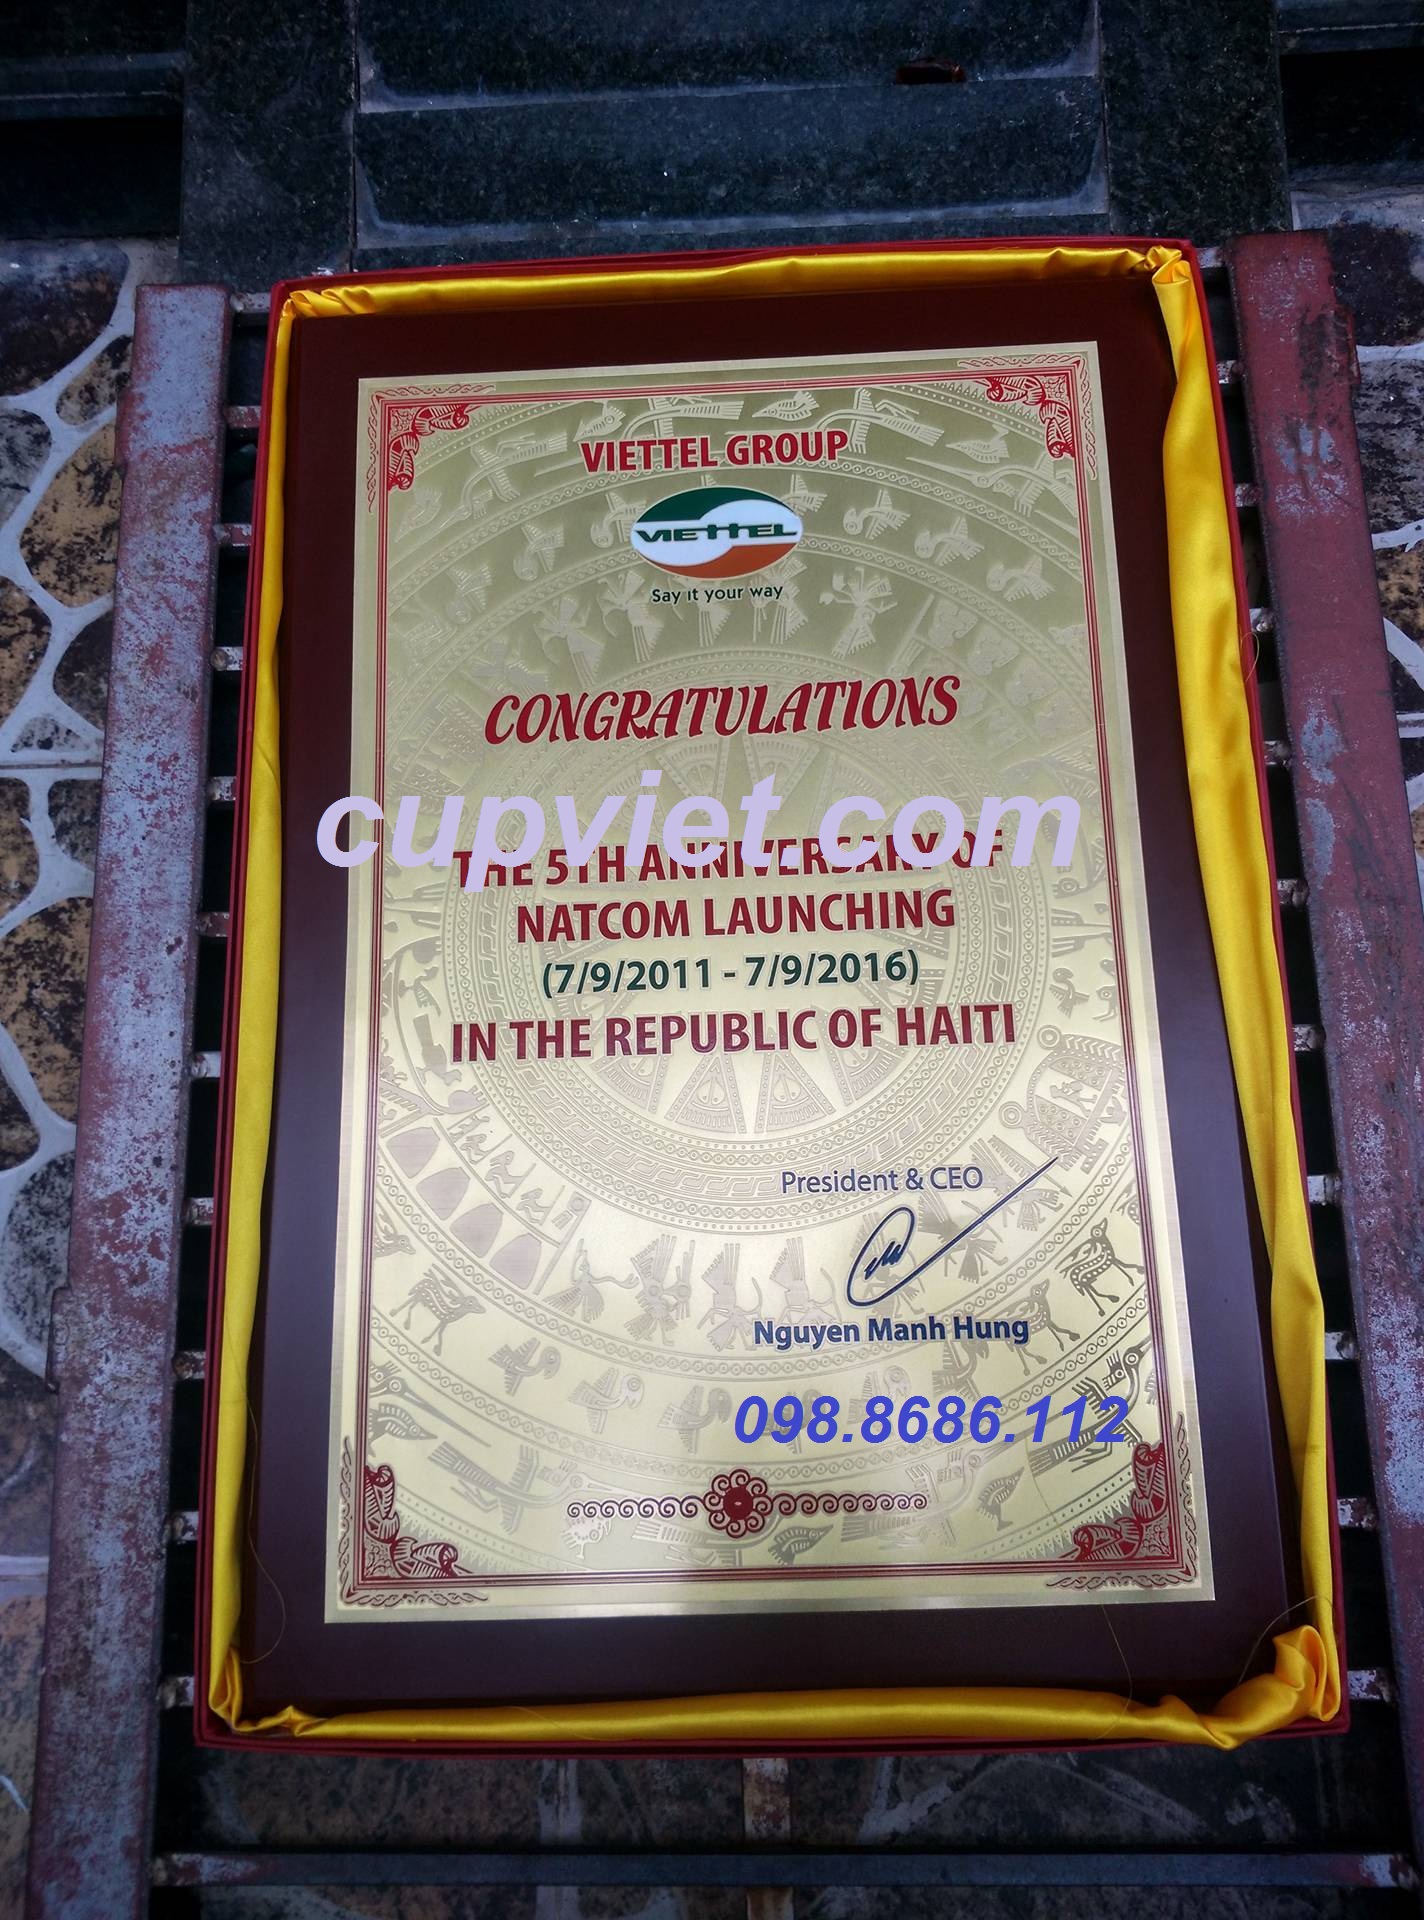 VIETTEL GROUP
VIETTEL
Say it your way
CONGRATULATIONS
cupviet.com
THE 5TH ANNIVERSARY OF
NATCOM LAUNCHING
(7/9/2011 - 7/9/2016)
IN THE REPUBLIC OF HAITI
President & CEO
Nguyen Manh Hung
098.8686.112